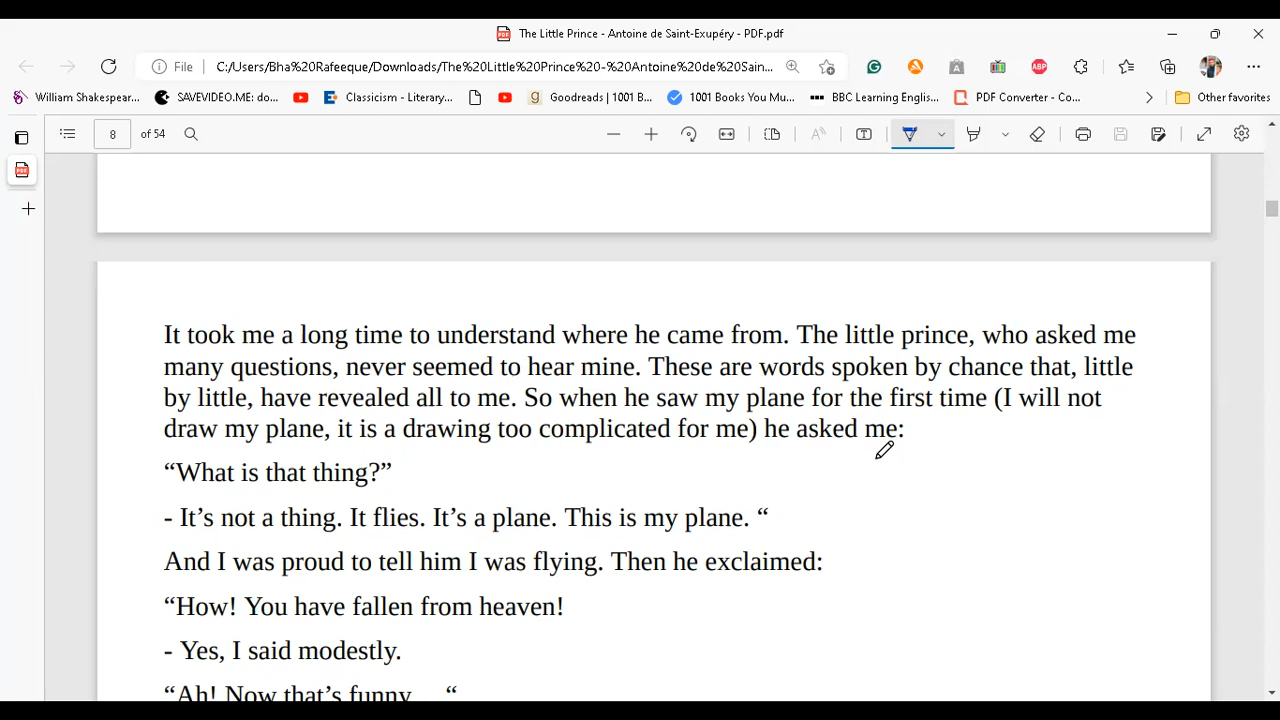 The Little Prince - Antoine de Saint-Exupéry - PDF.pdf
File C:/Users/Bha%20Rafeeque/Downloads/The%20Little%20Prince%20-%20Antoine%20de%20Sain...
William Shakespear... SAVEVIDEO.ME: do... Classicism - Literary... Goodreads | 1001 B... 1001 Books You Mu... BBC Learning Englis... PDF Converter - Co... Other favorites
8 of 54
It took me a long time to understand where he came from. The little prince, who asked me
many questions, never seemed to hear mine. These are words spoken by chance that, little
by little, have revealed all to me. So when he saw my plane for the first time (I will not
draw my plane, it is a drawing too complicated for me) he asked me:
“What is that thing?”
- It’s not a thing. It flies. It’s a plane. This is my plane. “
And I was proud to tell him I was flying. Then he exclaimed:
“How! You have fallen from heaven!
- Yes, I said modestly.
“Ah! Now that’s funny ... “